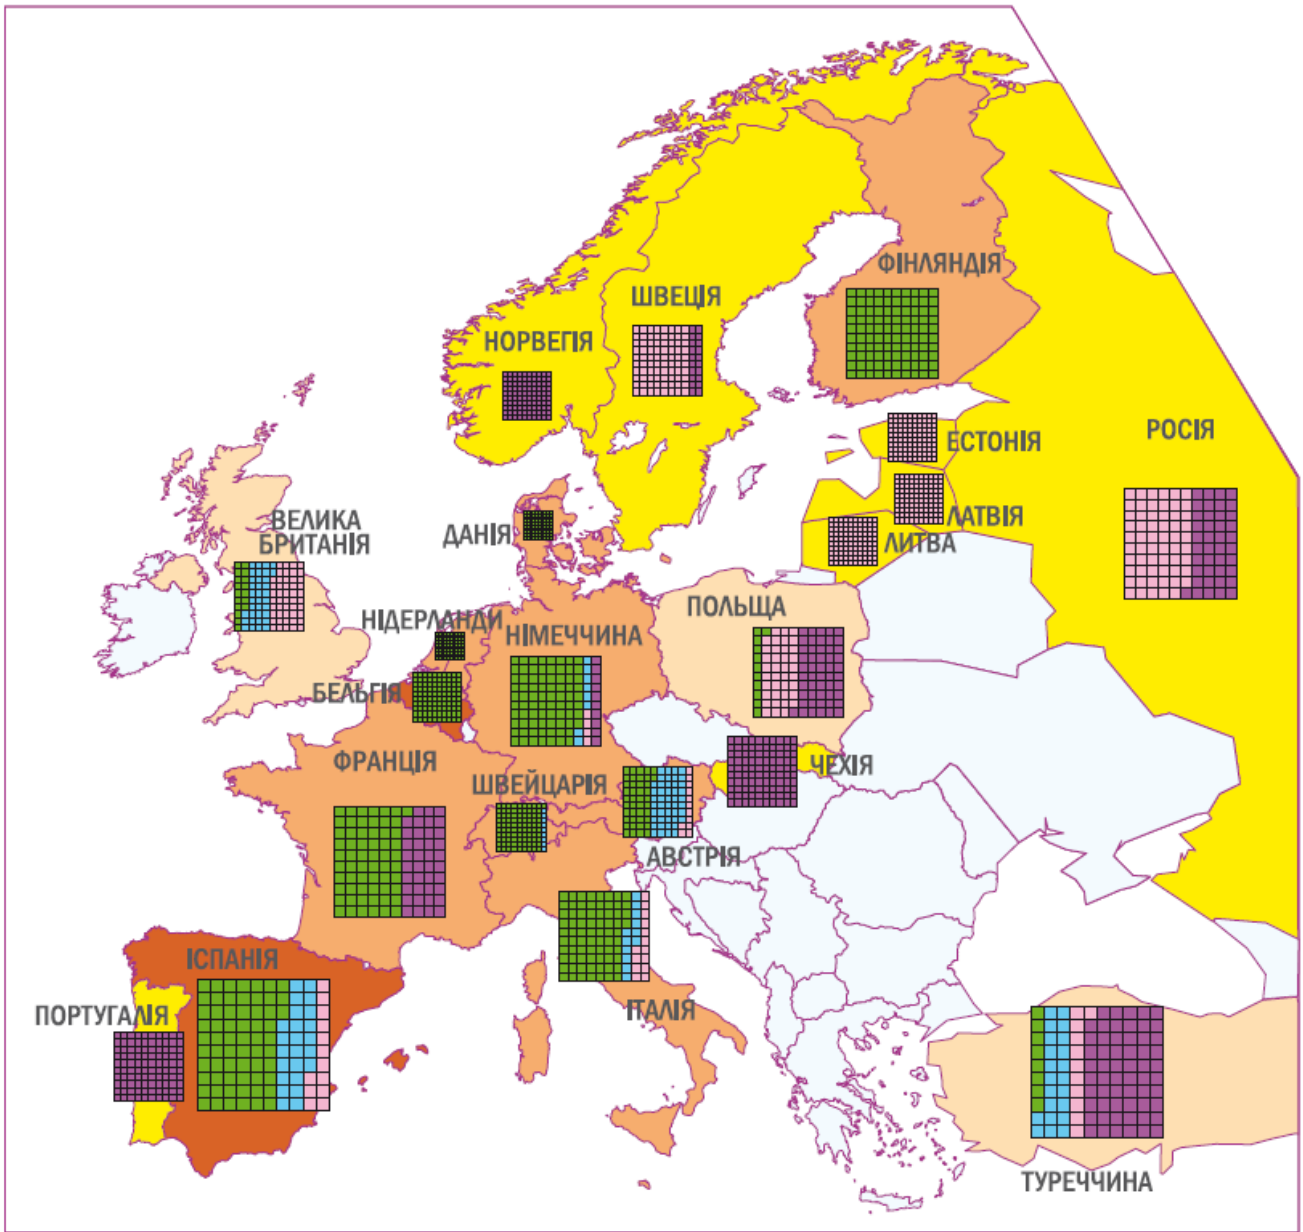 ФІНЛЯНДІЯ
ШВЕЦІЯ
НОРВЕГІЯ
РОСІЯ
ЕСТОНІЯ
ЛАТВІЯ
ЛИТВА
ВЕЛИКА
БРИТАНІЯ
ДАНІЯ
ПОЛЬЩА
НІДЕРЛАНДИ
НІМЕЧЧИНА
БЕЛЬГІЯ
ФРАНЦІЯ
ЧЕХІЯ
ШВЕЙЦАРІЯ
АВСТРІЯ
ІСПАНІЯ
ІТАЛІЯ
ПОРТУГАЛІЯ
ТУРЕЧЧИНА